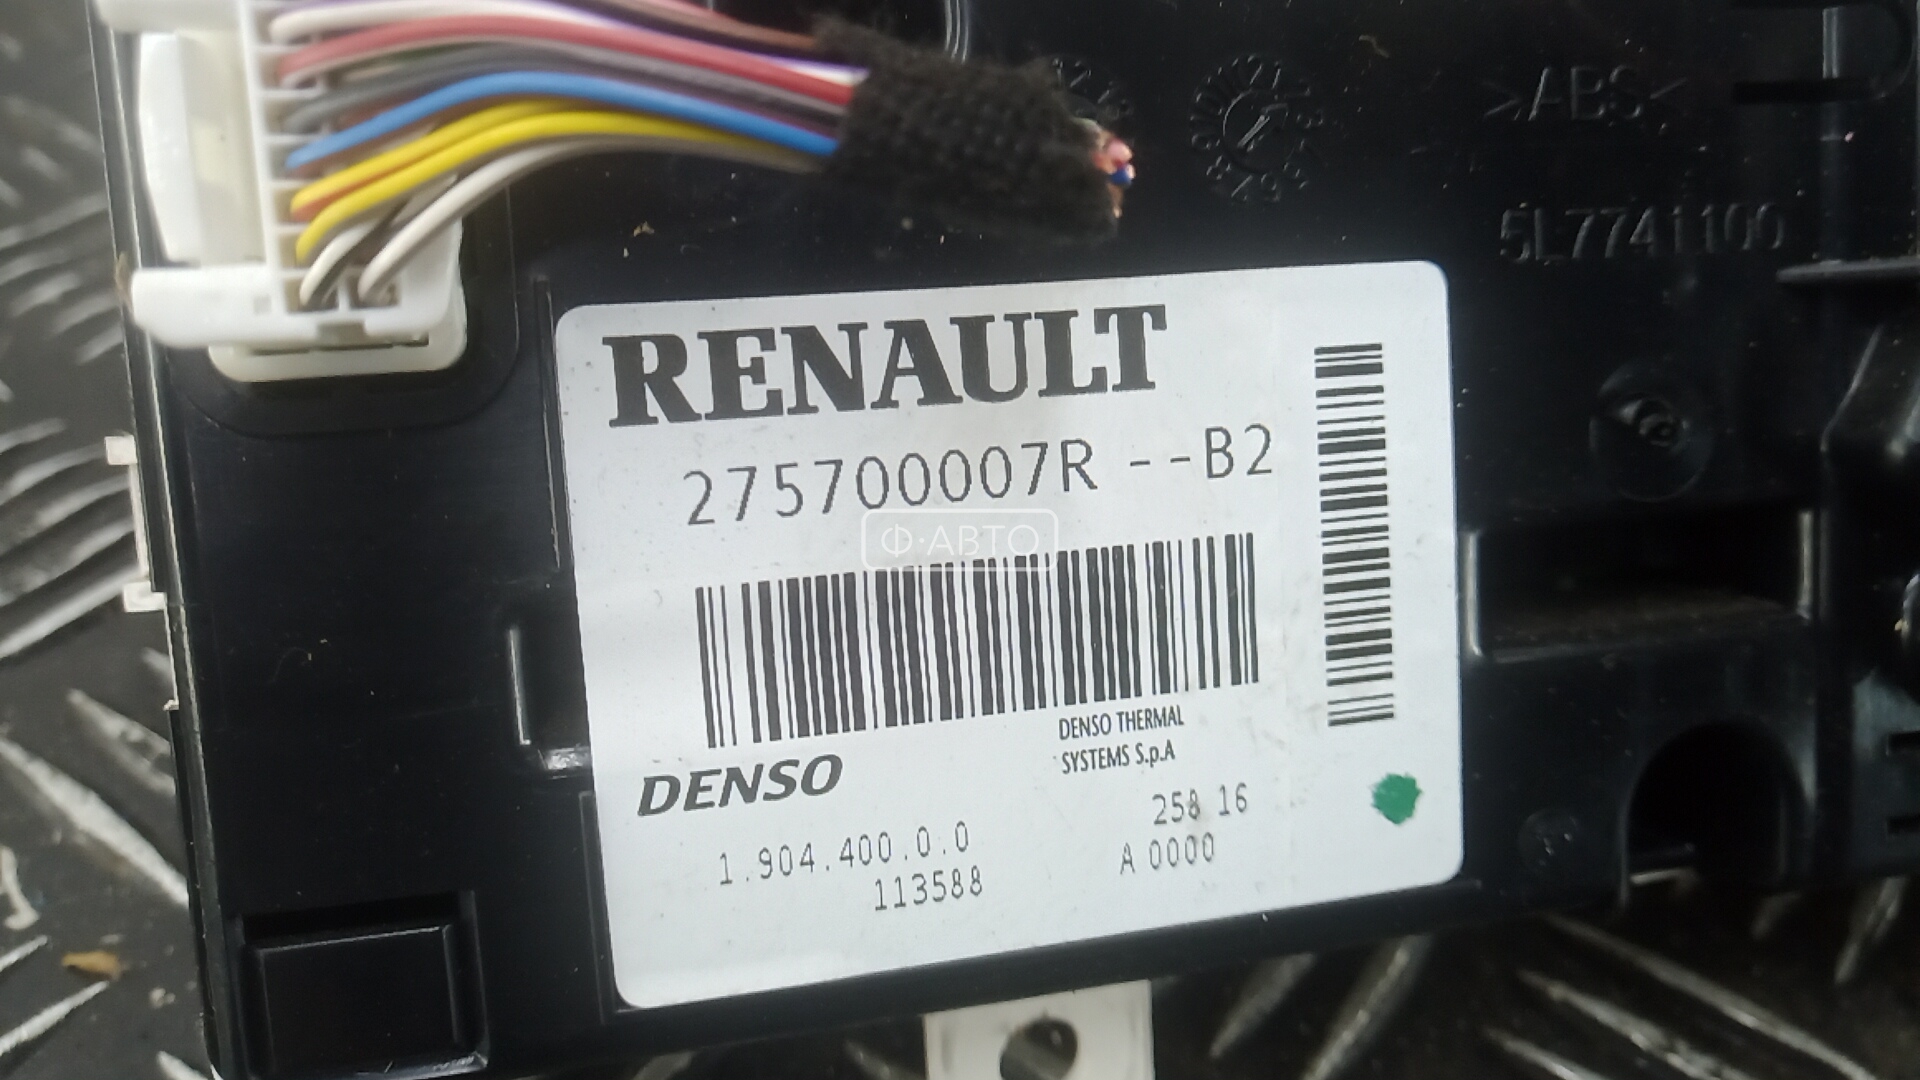 >ABS<
5L7741100
RENAULT
275700007R --B2
Ф·АВТО
DENSO THERMAL
SYSTEMS S.p.A
DENSO
258 16
1.904.400.0.0
A 0000
113588